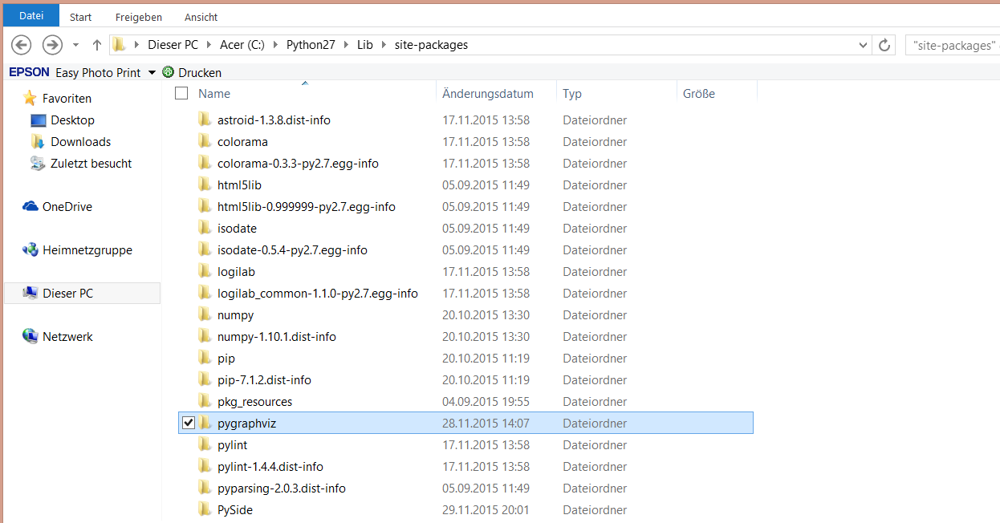 Datei Start Freigeben Ansicht
Dieser PC Acer (C:) Python27 Lib site-packages "site-packages"
EPSON Easy Photo Print Drucken
Favoriten
Desktop
Downloads
Zuletzt besucht
OneDrive
Heimnetzgruppe
Dieser PC
Netzwerk
Name Änderungsdatum Typ Größe
astroid-1.3.8.dist-info 17.11.2015 13:58 Dateiordner
colorama 17.11.2015 13:58 Dateiordner
colorama-0.3.3-py2.7.egg-info 17.11.2015 13:58 Dateiordner
html5lib 05.09.2015 11:49 Dateiordner
html5lib-0.999999-py2.7.egg-info 05.09.2015 11:49 Dateiordner
isodate 05.09.2015 11:49 Dateiordner
isodate-0.5.4-py2.7.egg-info 05.09.2015 11:49 Dateiordner
logilab 17.11.2015 13:58 Dateiordner
logilab_common-1.1.0-py2.7.egg-info 17.11.2015 13:58 Dateiordner
numpy 20.10.2015 13:30 Dateiordner
numpy-1.10.1.dist-info 20.10.2015 13:30 Dateiordner
pip 20.10.2015 11:19 Dateiordner
pip-7.1.2.dist-info 20.10.2015 11:19 Dateiordner
pkg_resources 04.09.2015 19:55 Dateiordner
pygraphviz 28.11.2015 14:07 Dateiordner
pylint 17.11.2015 13:58 Dateiordner
pylint-1.4.4.dist-info 17.11.2015 13:58 Dateiordner
pyparsing-2.0.3.dist-info 05.09.2015 11:49 Dateiordner
PySide 29.11.2015 20:01 Dateiordner